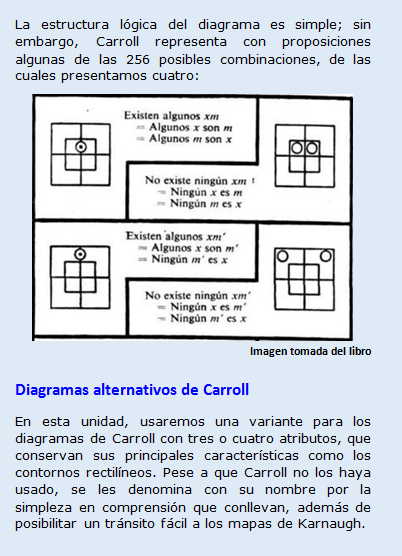 La estructura lógica del diagrama es simple; sin
embargo, Carroll representa con proposiciones
algunas de las 256 posibles combinaciones, de las
cuales presentamos cuatro:
Existen algunos xm
= Algunos x son m
= Algunos m son x
No existe ningún xm
= Ningún x es m
= Ningún m es x
Existen algunos xm'
= Algunos x son m'
= Ningún m' es x
No existe ningún xm'
= Ningún x es m'
= Ningún m' es x
Imagen tomada del libro
Diagramas alternativos de Carroll
En esta unidad, usaremos una variante para los
diagramas de Carroll con tres o cuatro atributos, que
conservan sus principales características como los
contornos rectilíneos. Pese a que Carroll no los haya
usado, se les denomina con su nombre por la
simpleza en comprensión que conllevan, además de
posibilitar un tránsito fácil a los mapas de Karnaugh.